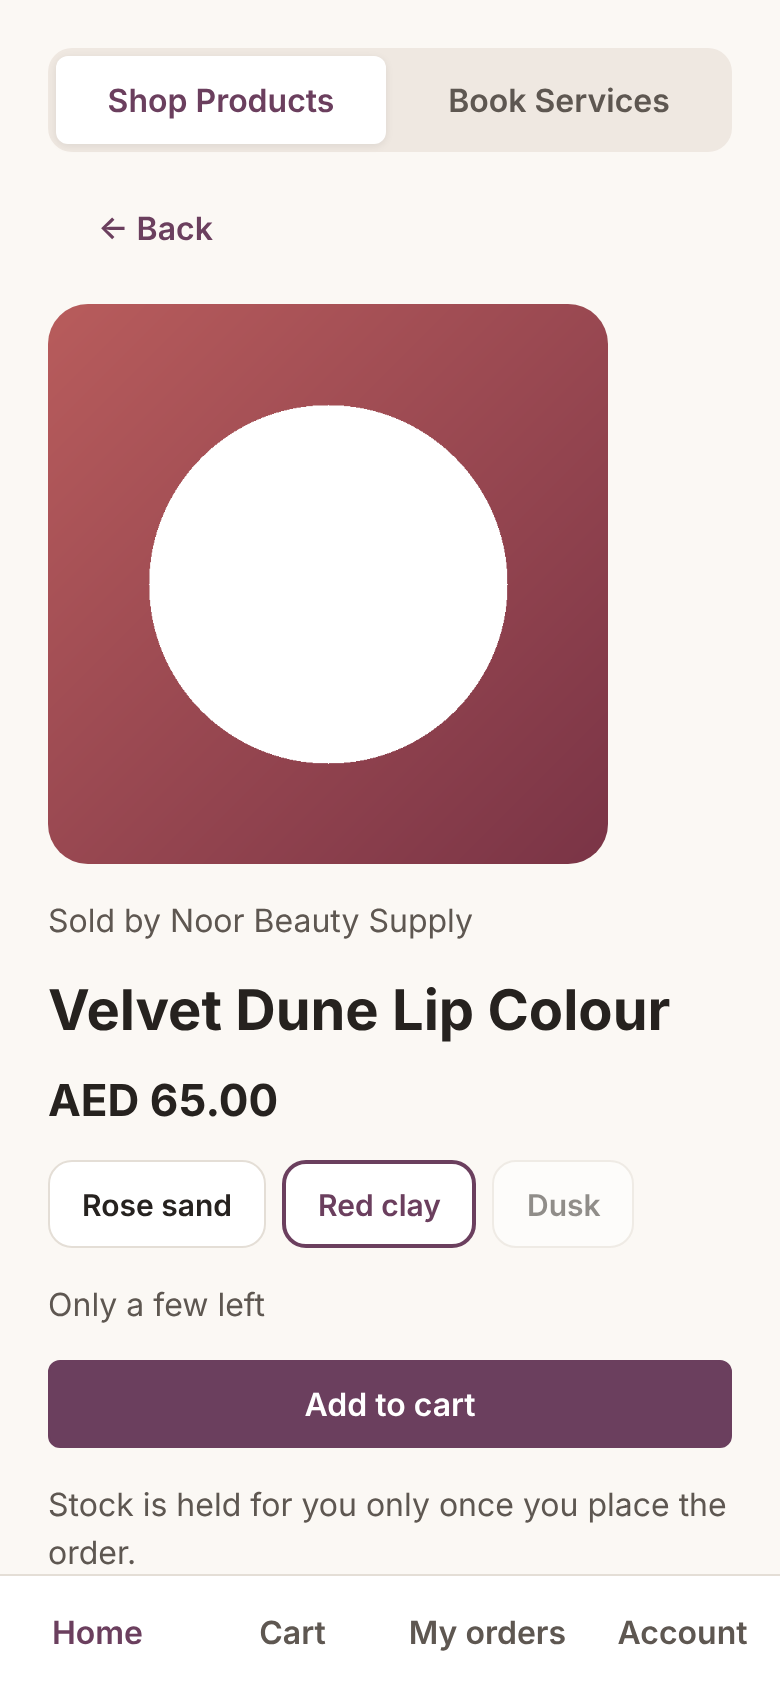 Shop Products
Book Services
← Back
Sold by Noor Beauty Supply
Velvet Dune Lip Colour
AED 65.00
Rose sand
Red clay
Dusk
Only a few left
Add to cart
Stock is held for you only once you place the
order.
Home
Cart
My orders
Account